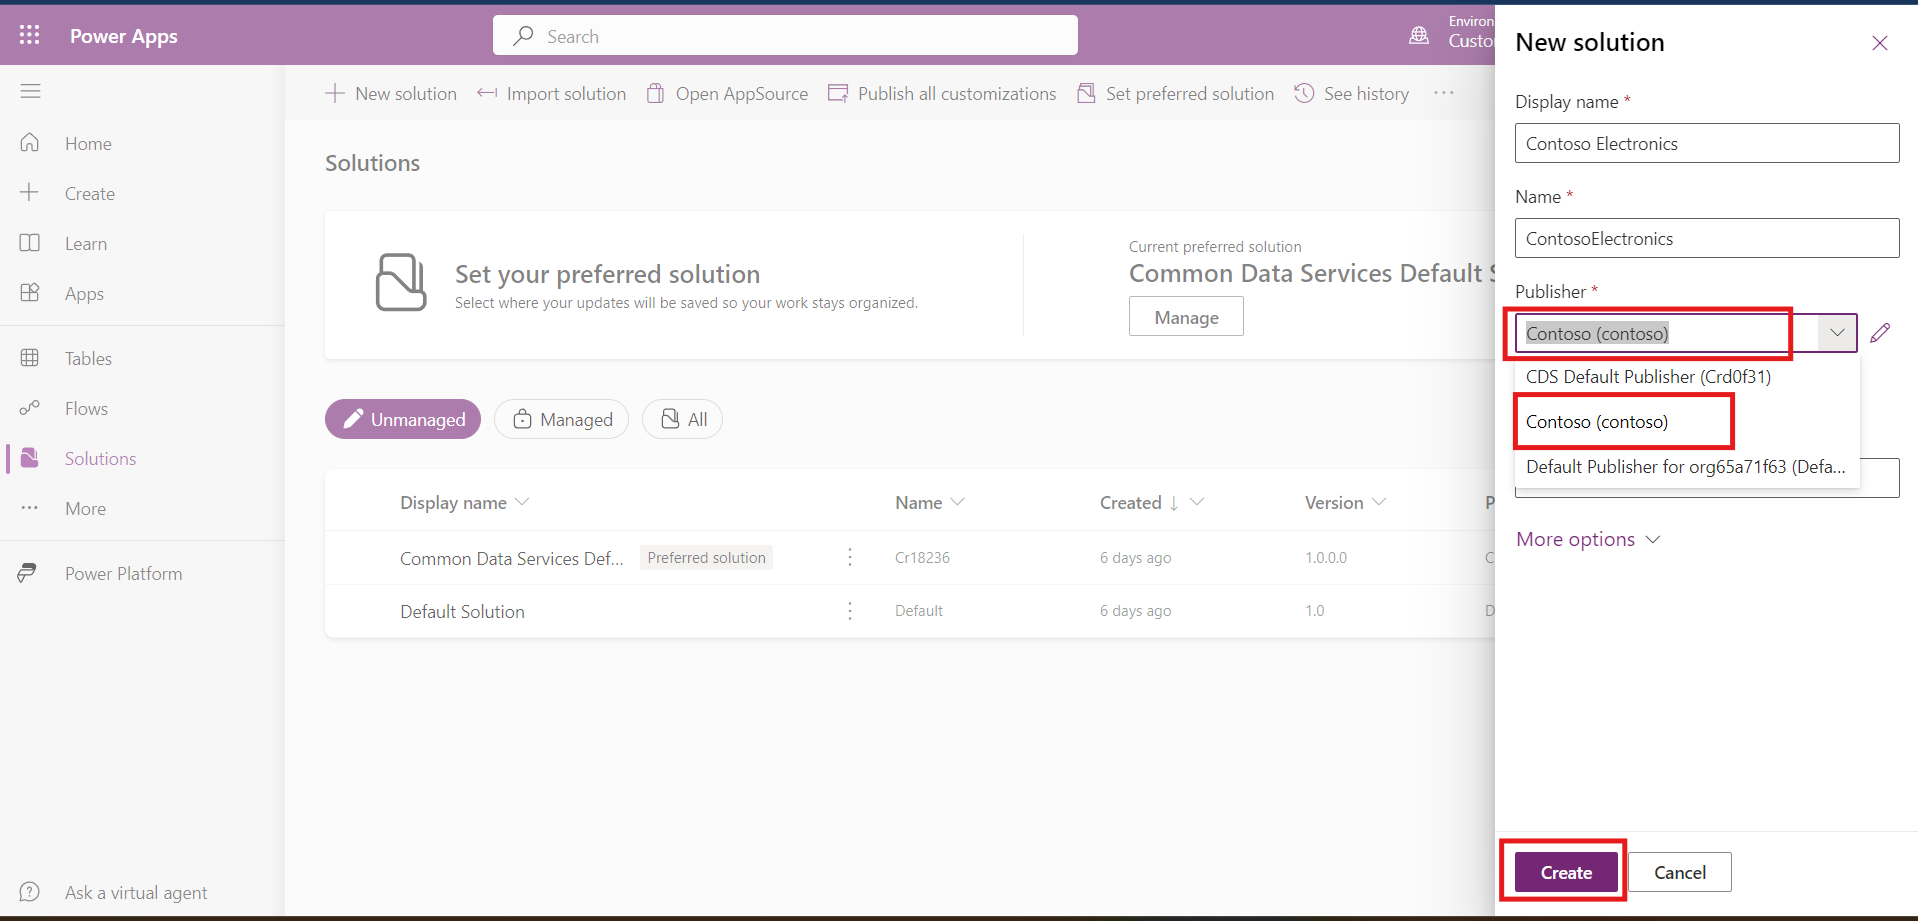 Power Apps
Search
Environ
Custo
New solution
Import solution
Open AppSource
Publish all customizations
Set preferred solution
See history
Home
Create
Learn
Apps
Tables
Flows
Solutions
More
Power Platform
Ask a virtual agent
Solutions
Set your preferred solution
Select where your updates will be saved so your work stays organized.
Current preferred solution
Common Data Services Default S
Manage
Unmanaged
Managed
All
Display name
Name
Created
Version
P
Common Data Services Def...
Preferred solution
Cr18236
6 days ago
1.0.0.0
C
Default Solution
Default
6 days ago
1.0
D
New solution
Display name *
Contoso Electronics
Name *
ContosoElectronics
Publisher *
Contoso (contoso)
CDS Default Publisher (Crd0f31)
Contoso (contoso)
Default Publisher for org65a71f63 (Defa...
More options
Create
Cancel